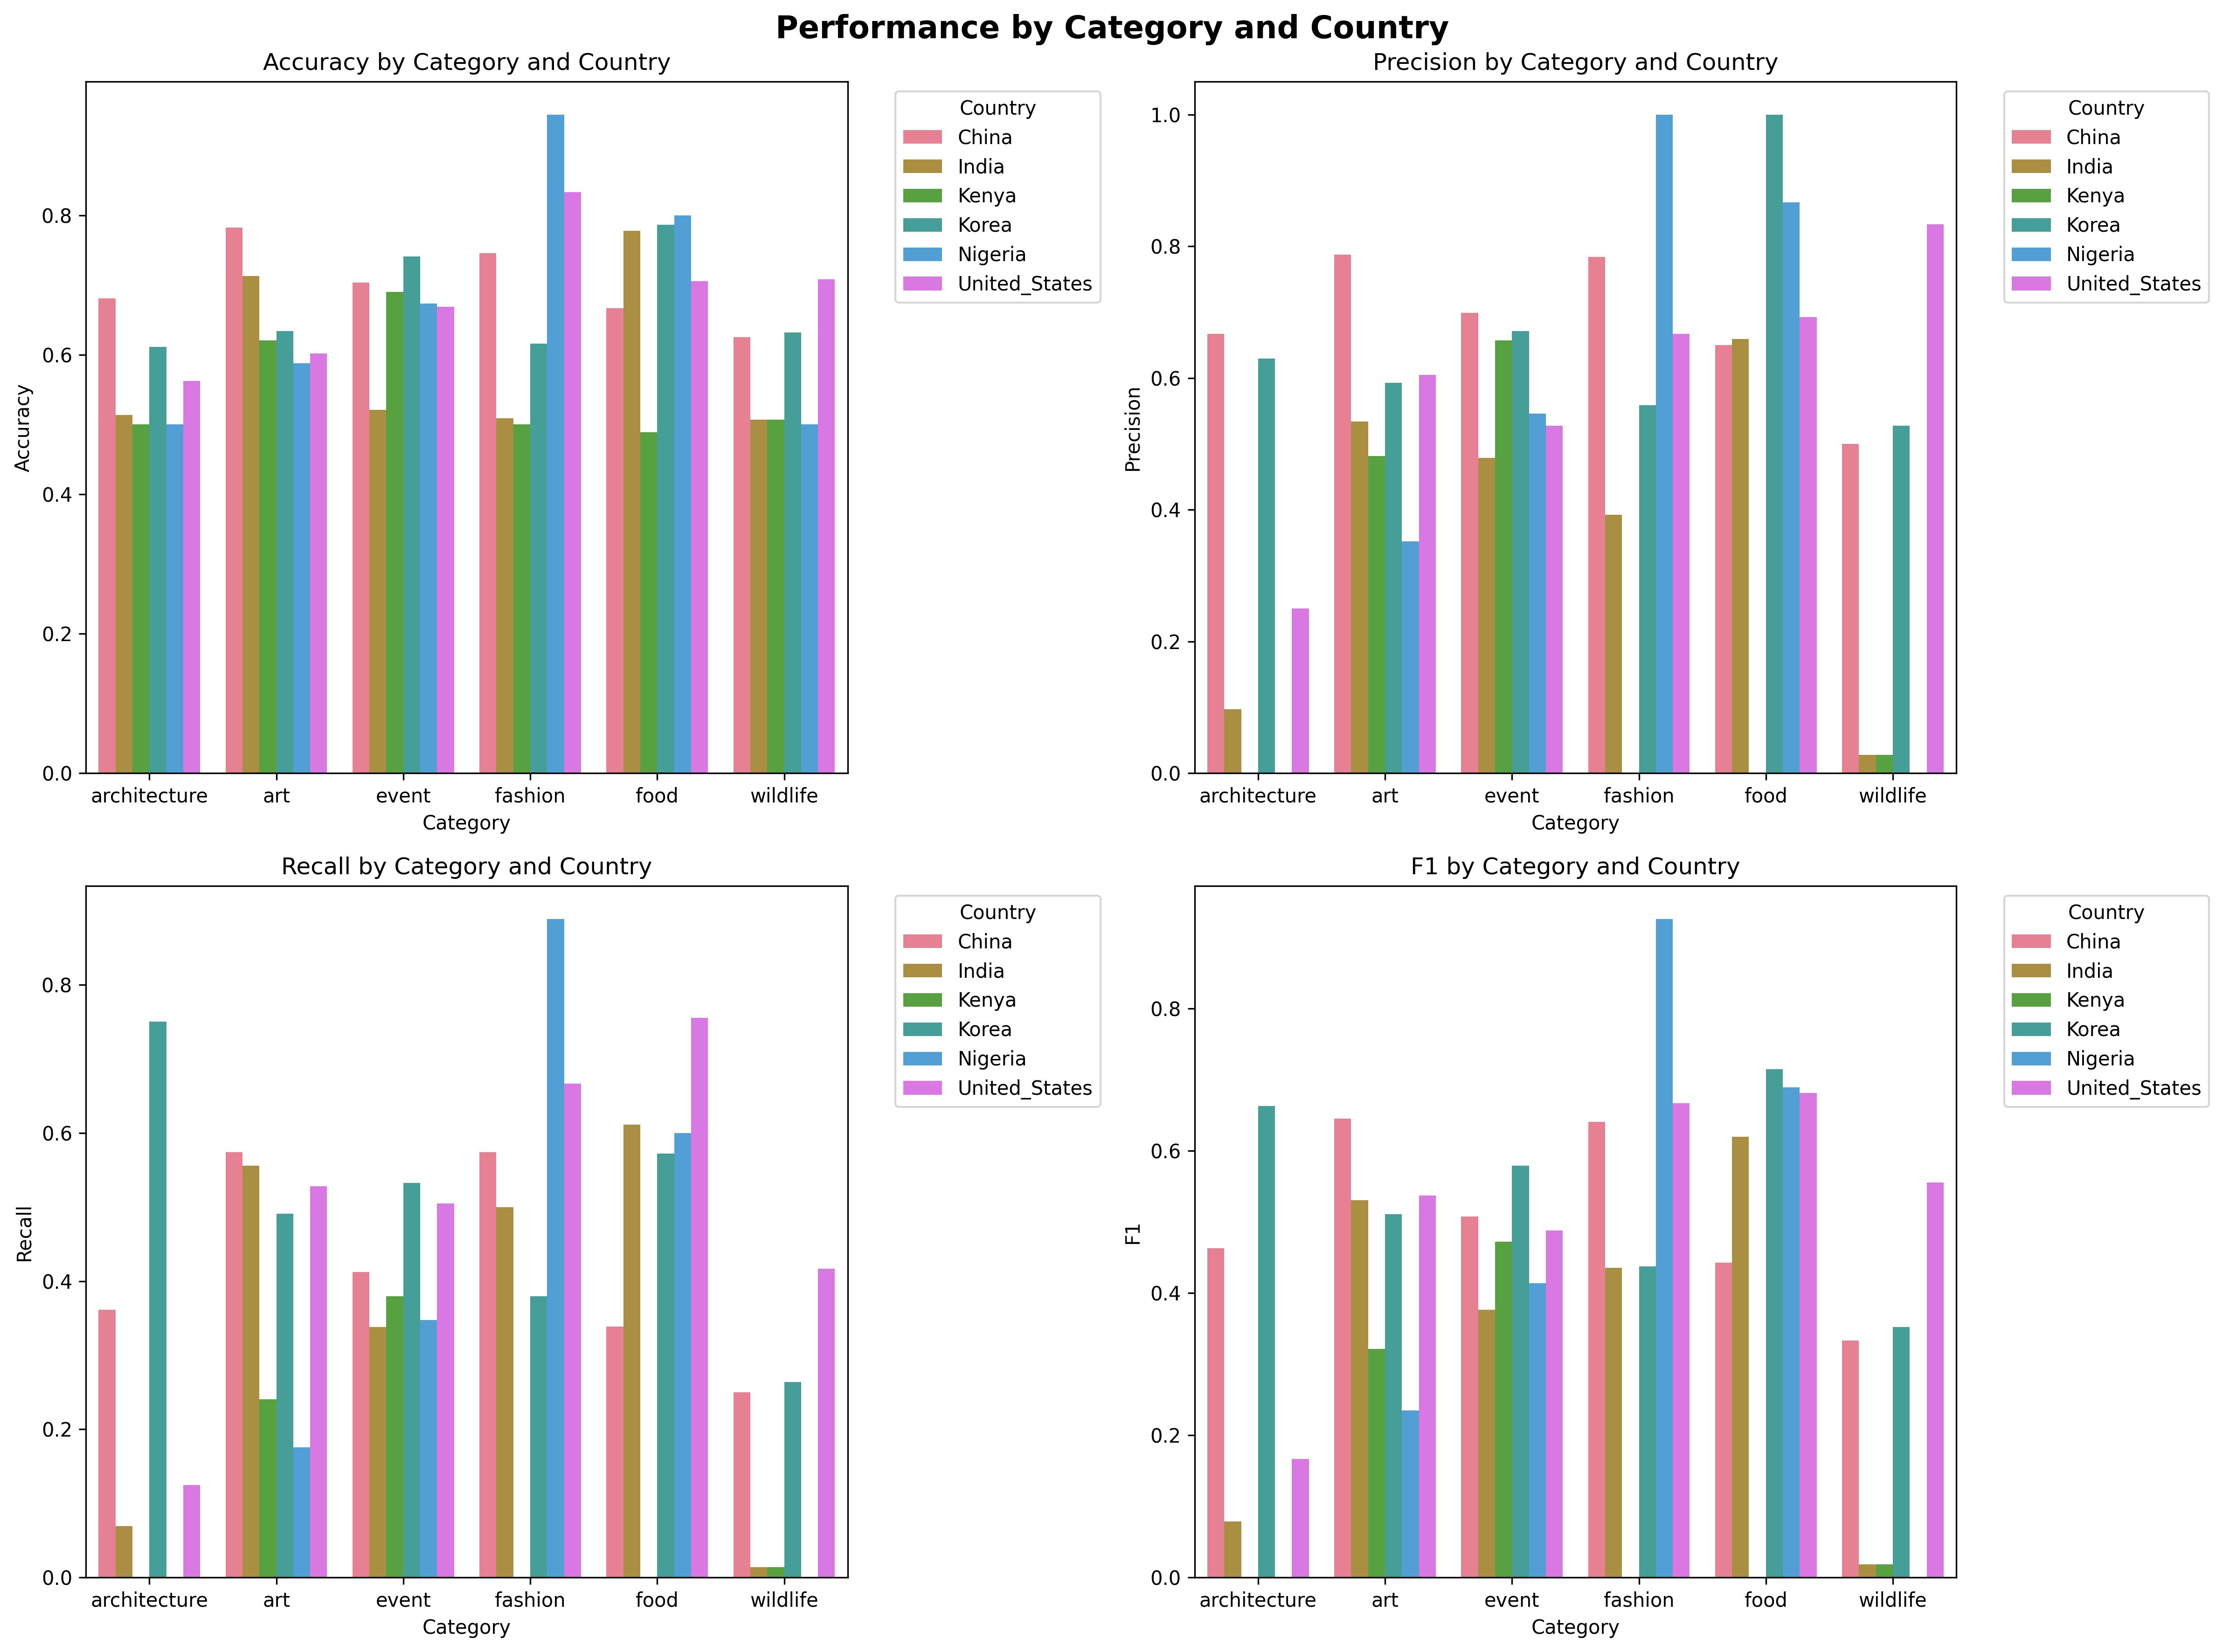 Performance by Category and Country
Accuracy by Category and Country
Accuracy
0.8
0.6
0.4
0.2
0.0
architecture art event fashion food wildlife
Category
Country
China
India
Kenya
Korea
Nigeria
United_States
Precision by Category and Country
Precision
1.0
0.8
0.6
0.4
0.2
0.0
architecture art event fashion food wildlife
Category
Country
China
India
Kenya
Korea
Nigeria
United_States
Recall by Category and Country
Recall
0.8
0.6
0.4
0.2
0.0
architecture art event fashion food wildlife
Category
Country
China
India
Kenya
Korea
Nigeria
United_States
F1 by Category and Country
F1
0.8
0.6
0.4
0.2
0.0
architecture art event fashion food wildlife
Category
Country
China
India
Kenya
Korea
Nigeria
United_States